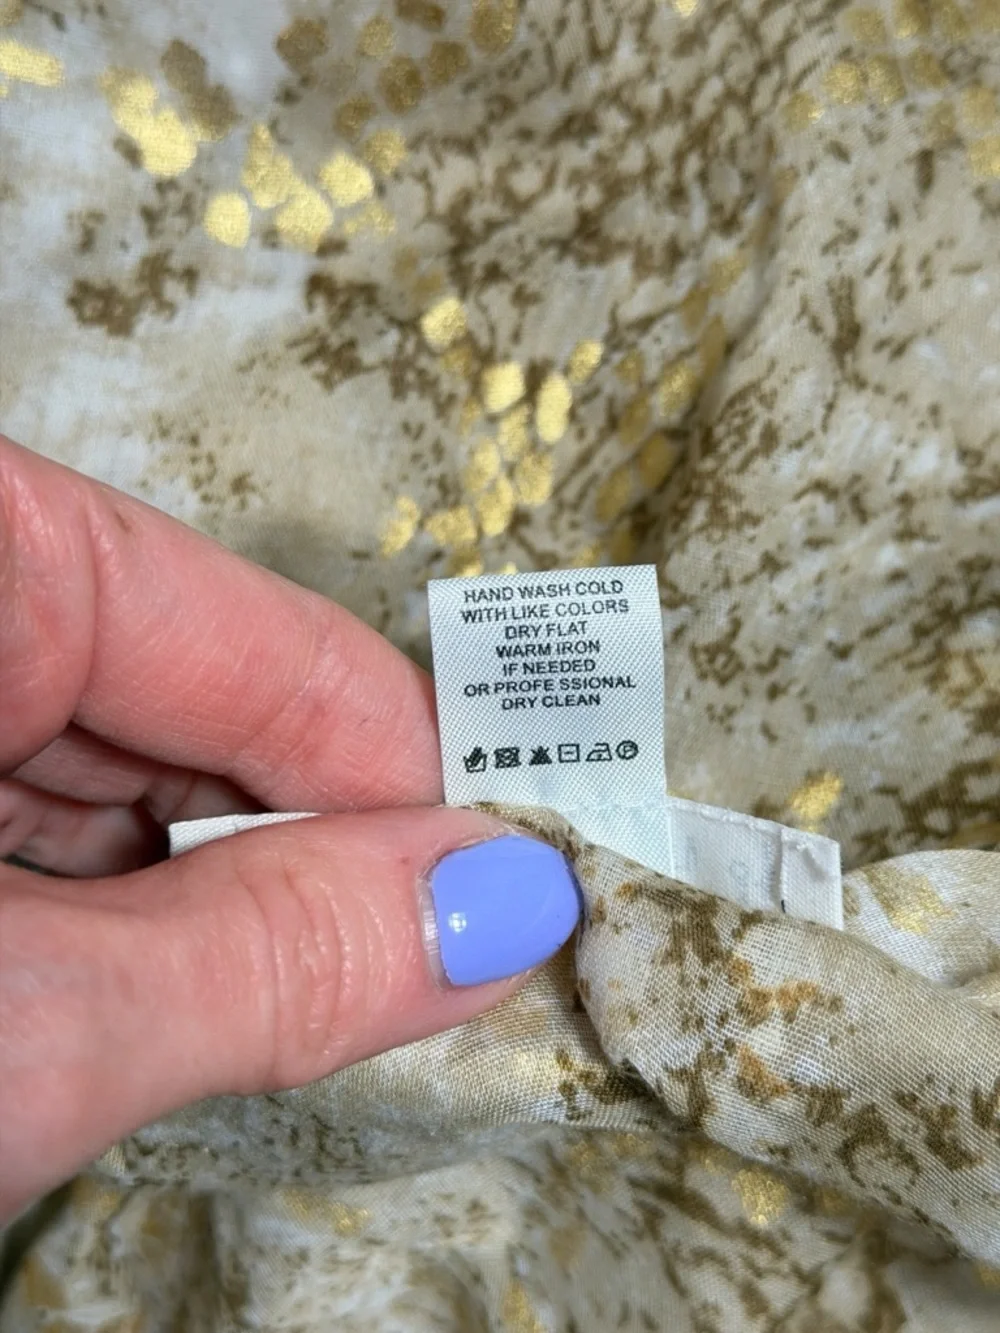 HAND WASH COLD
WITH LIKE COLORS
DRY FLAT
WARM IRON
IF NEEDED
OR PROFE SSIONAL
DRY CLEAN